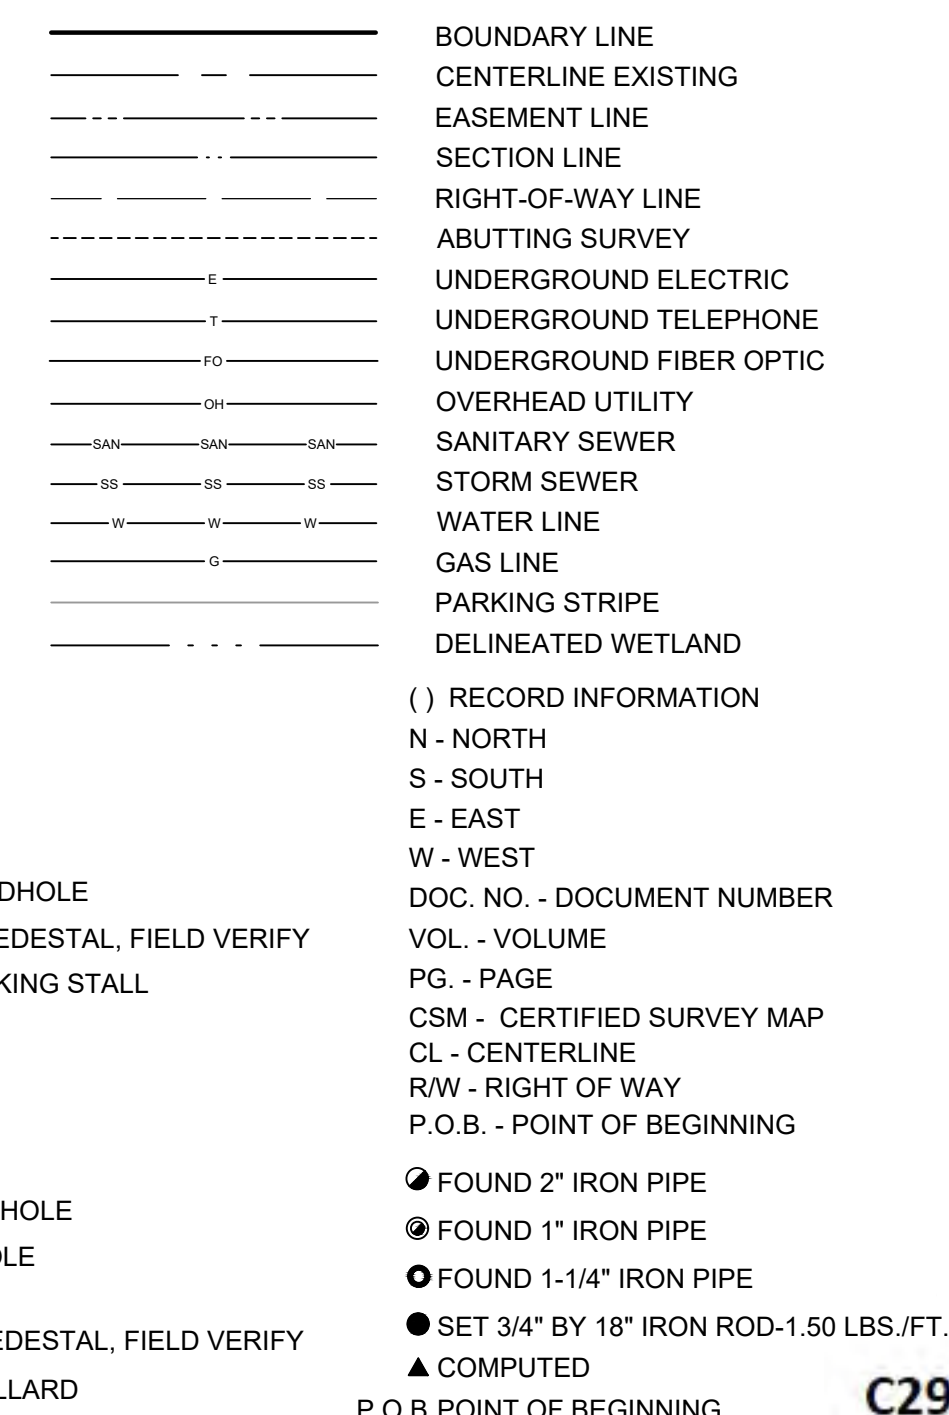 BOUNDARY LINE
CENTERLINE EXISTING
EASEMENT LINE
SECTION LINE
RIGHT-OF-WAY LINE
ABUTTING SURVEY
E UNDERGROUND ELECTRIC
T UNDERGROUND TELEPHONE
FO UNDERGROUND FIBER OPTIC
OH OVERHEAD UTILITY
SAN SAN SAN SANITARY SEWER
SS SS SS STORM SEWER
W W W WATER LINE
G GAS LINE
PARKING STRIPE
DELINEATED WETLAND
( ) RECORD INFORMATION
N - NORTH
S - SOUTH
E - EAST
W - WEST
DOC. NO. - DOCUMENT NUMBER
VOL. - VOLUME
PG. - PAGE
CSM - CERTIFIED SURVEY MAP
CL - CENTERLINE
R/W - RIGHT OF WAY
P.O.B. - POINT OF BEGINNING
DHOLE
EDESTAL, FIELD VERIFY
KING STALL
HOLE
OLE
EDESTAL, FIELD VERIFY
LLARD
FOUND 2" IRON PIPE
FOUND 1" IRON PIPE
FOUND 1-1/4" IRON PIPE
SET 3/4" BY 18" IRON ROD-1.50 LBS./FT.
COMPUTED
P.O.B POINT OF BEGINNING
C29